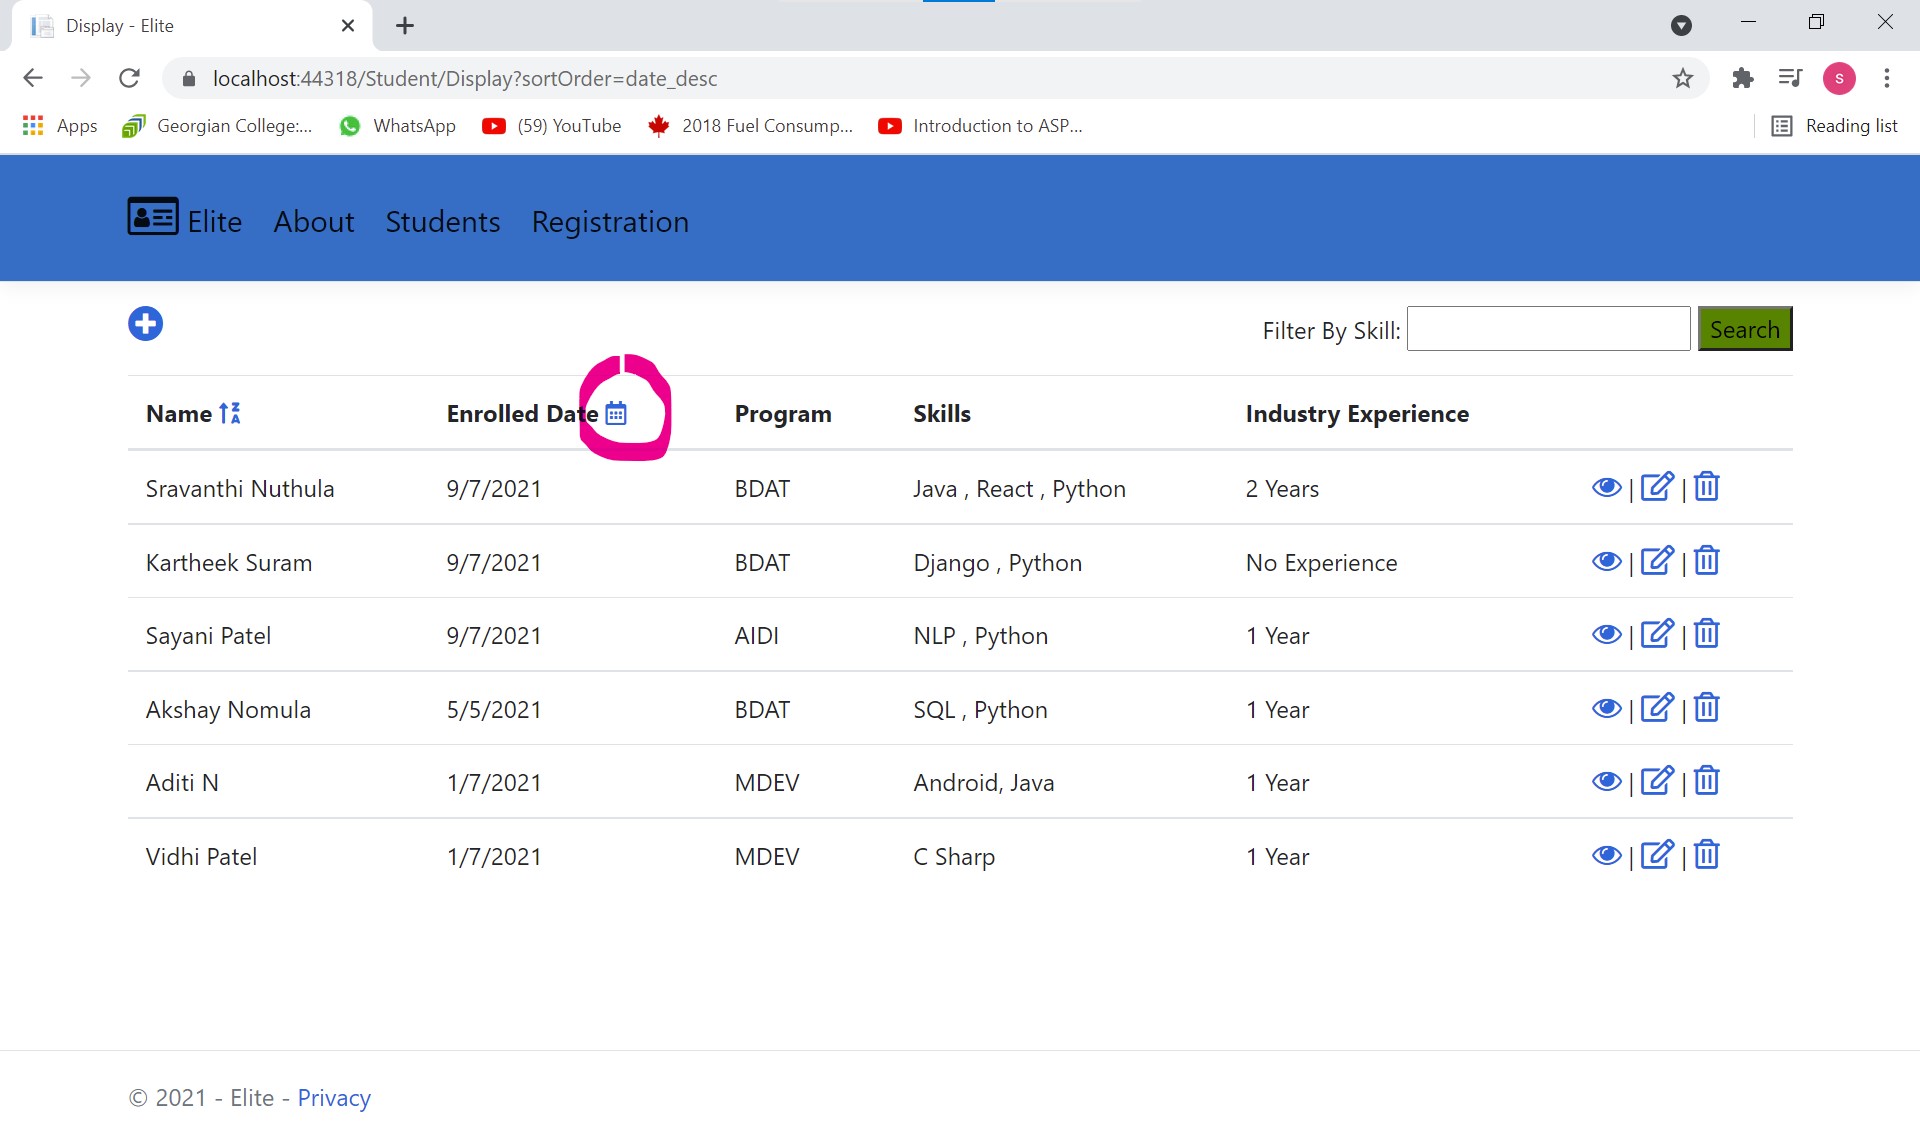 Display - Elite
localhost:44318/Student/Display?sortOrder=date_desc
S
Apps Georgian College:... WhatsApp (59) YouTube 2018 Fuel Consump... Introduction to ASP... Reading list
Elite About Students Registration
Filter By Skill: Search
Name Enrolled Date Program Skills Industry Experience
Sravanthi Nuthula 9/7/2021 BDAT Java , React , Python 2 Years | |
Kartheek Suram 9/7/2021 BDAT Django , Python No Experience | |
Sayani Patel 9/7/2021 AIDI NLP , Python 1 Year | |
Akshay Nomula 5/5/2021 BDAT SQL , Python 1 Year | |
Aditi N 1/7/2021 MDEV Android, Java 1 Year | |
Vidhi Patel 1/7/2021 MDEV C Sharp 1 Year | |
© 2021 - Elite - Privacy